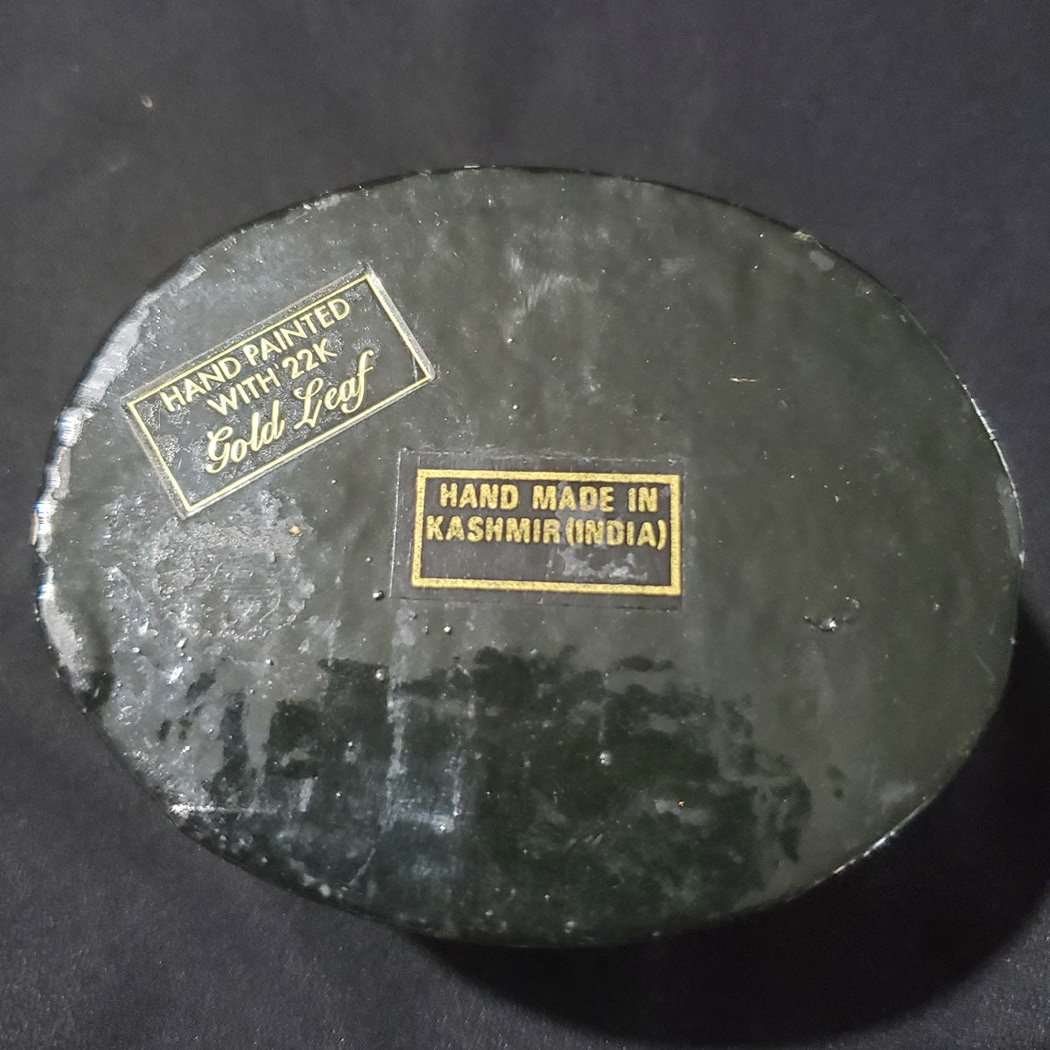 HAND PAINTED
WITH 22K
Gold Leaf
HAND MADE IN
KASHMIR (INDIA)